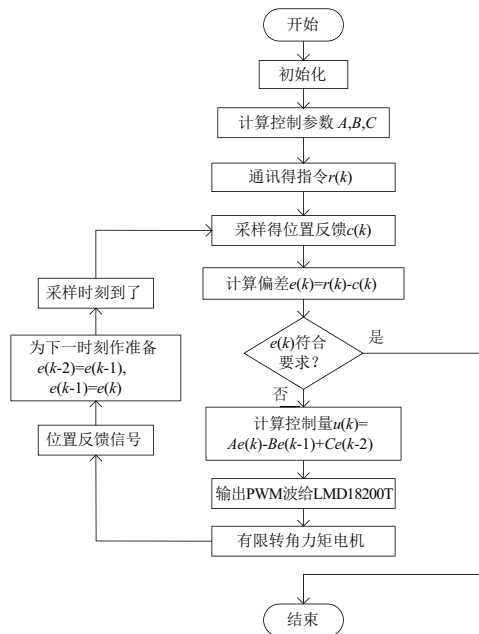 开始
初始化
计算控制参数 A,B,C
通讯得指令r(k)
采样得位置反馈c(k)
计算偏差e(k)=r(k)-c(k)
e(k)符合
要求？
是
否
计算控制量u(k)=
Ae(k)-Be(k-1)+Ce(k-2)
输出PWM波给LMD18200T
有限转角力矩电机
位置反馈信号
为下一时刻作准备
e(k-2)=e(k-1),
e(k-1)=e(k)
采样时刻到了
结束